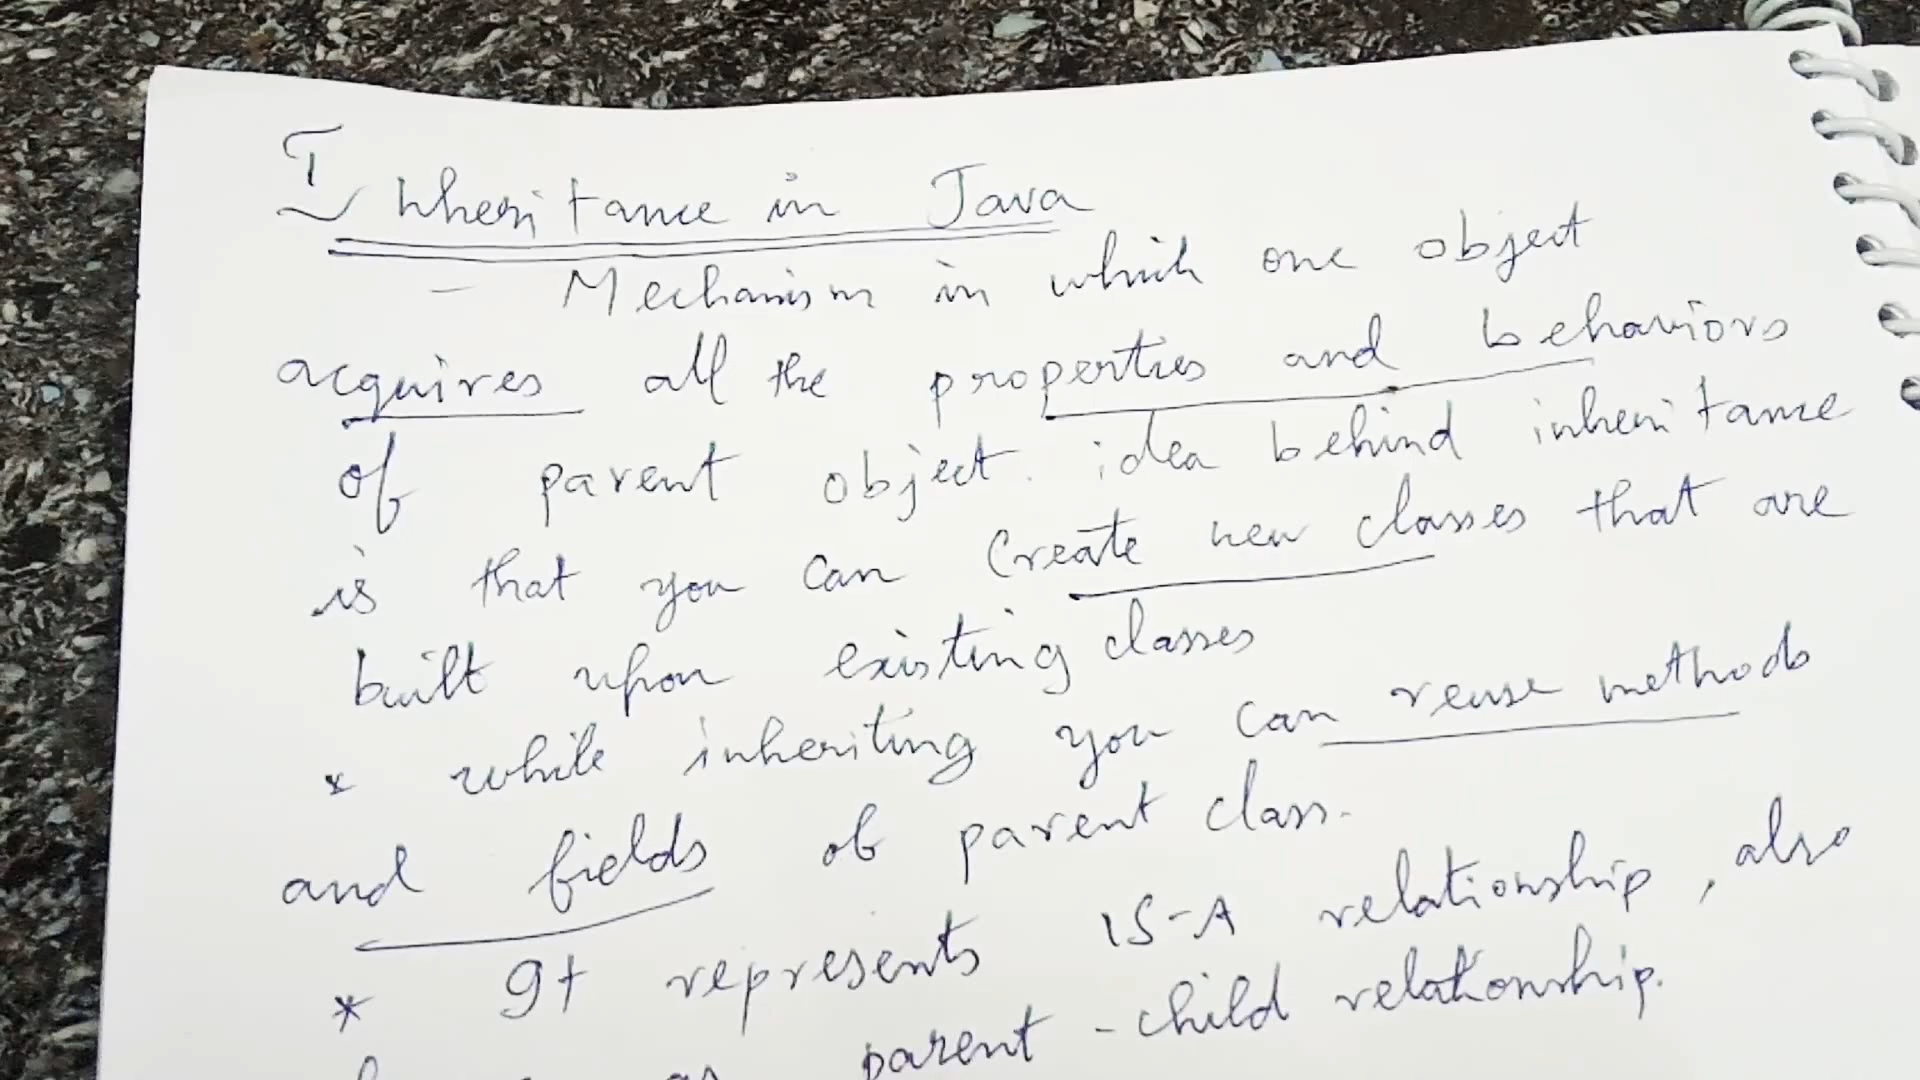 Inheritance in Java
- Mechanism in which one object
acquires all the properties and behaviors
of parent object. idea behind inheritance
is that you can Create new classes that are
built upon existing classes
* while inheriting you can reuse methods
and fields of parent class.
* It represents IS-A relationship, also
as parent-child relationship.